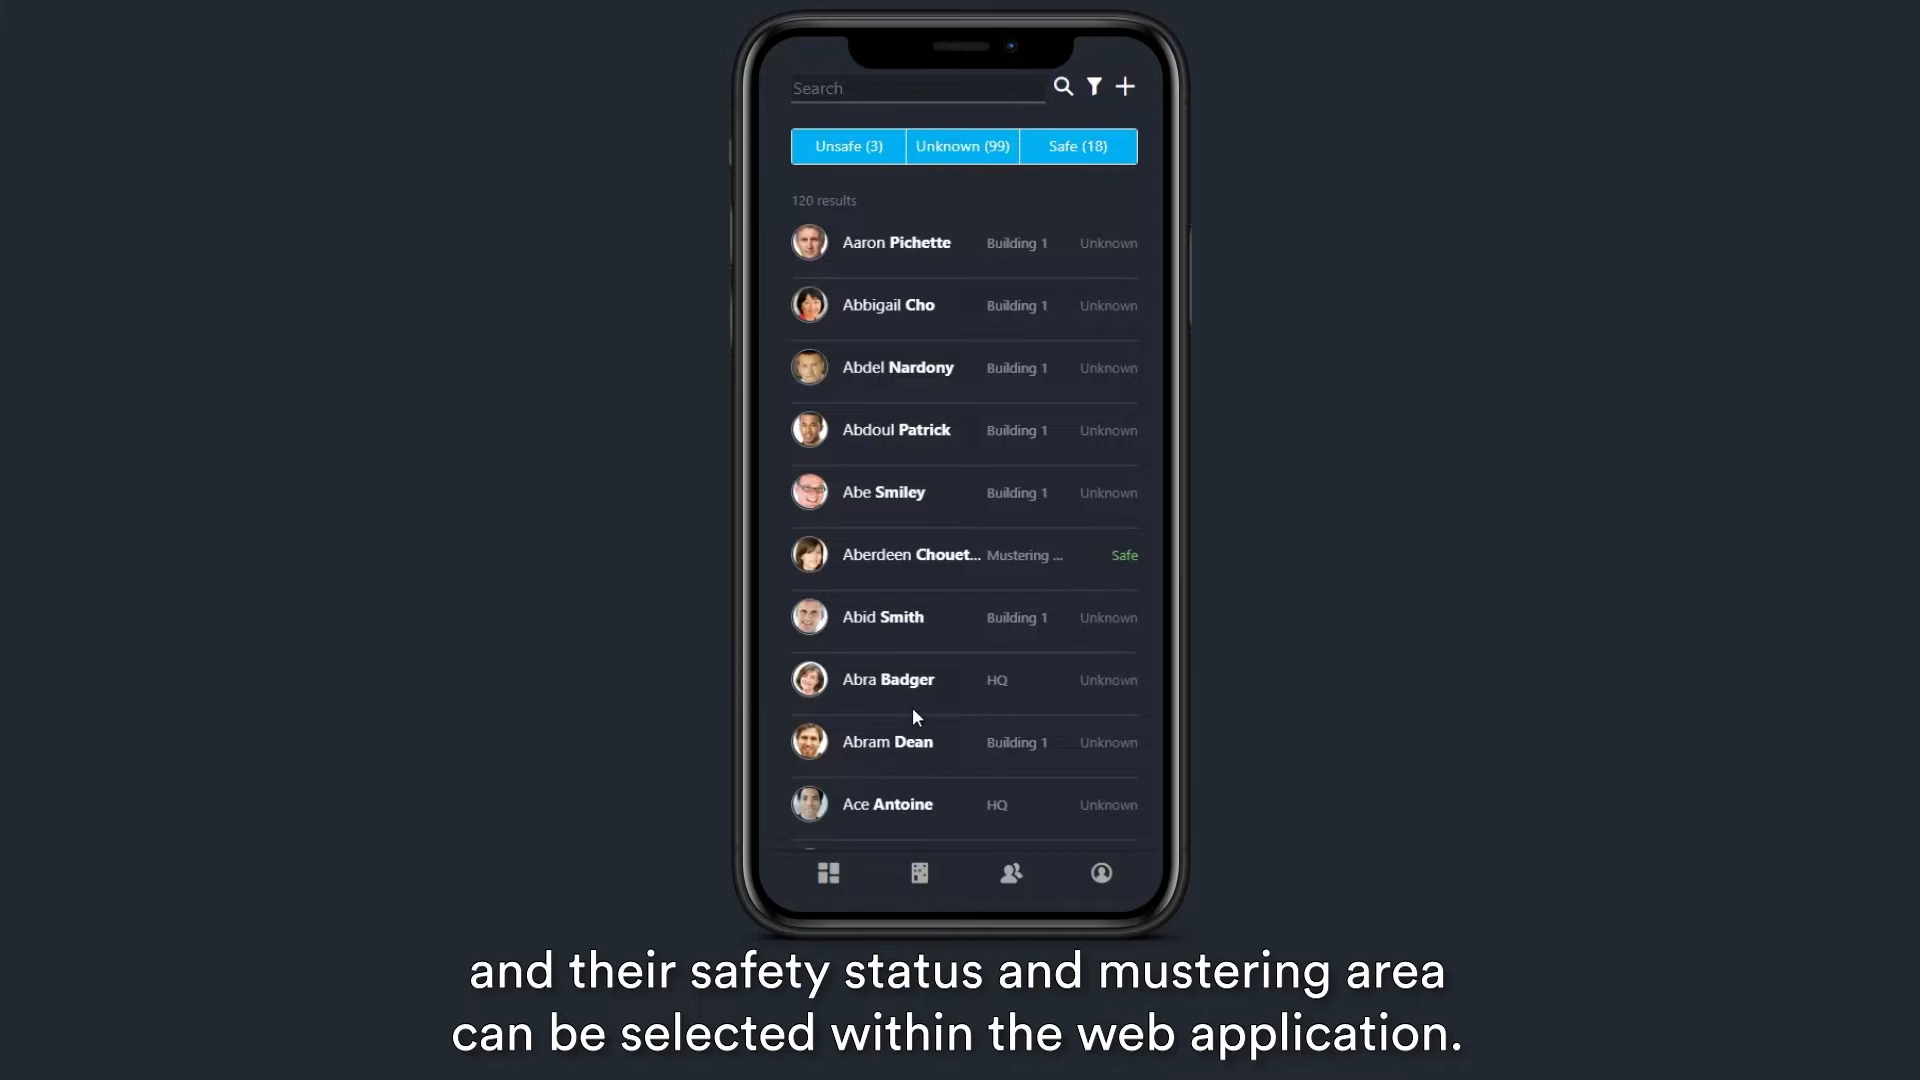 Search
Unsafe (3) Unknown (99) Safe (18)
120 results
Aaron Pichette Building 1 Unknown
Abbigail Cho Building 1 Unknown
Abdel Nardony Building 1 Unknown
Abdoul Patrick Building 1 Unknown
Abe Smiley Building 1 Unknown
Aberdeen Chouet... Mustering ... Safe
Abid Smith Building 1 Unknown
Abra Badger HQ Unknown
Abram Dean Building 1 Unknown
Ace Antoine HQ Unknown
and their safety status and mustering area
can be selected within the web application.